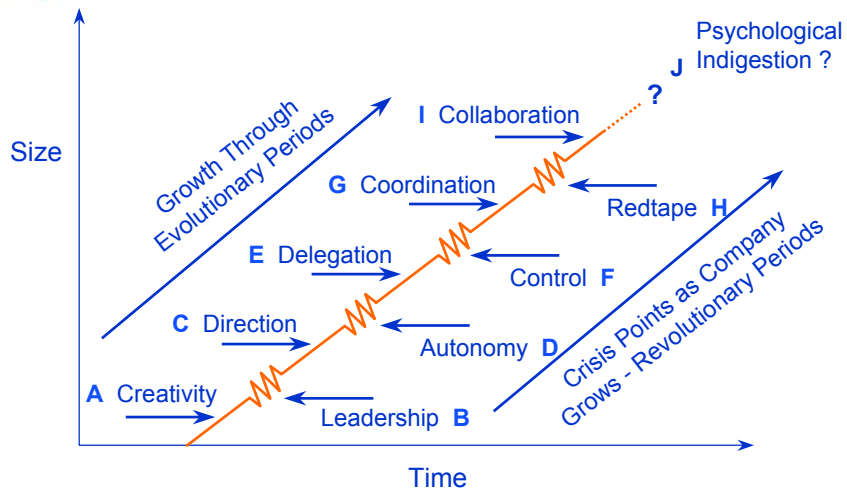 Psychological
Indigestion ?
J
?
I Collaboration
Size
Growth Through
Evolutionary Periods
G Coordination
Redtape H
E Delegation
Control F
C Direction
Autonomy D
Crisis Points as Company
Grows - Revolutionary Periods
A Creativity
Leadership B
Time